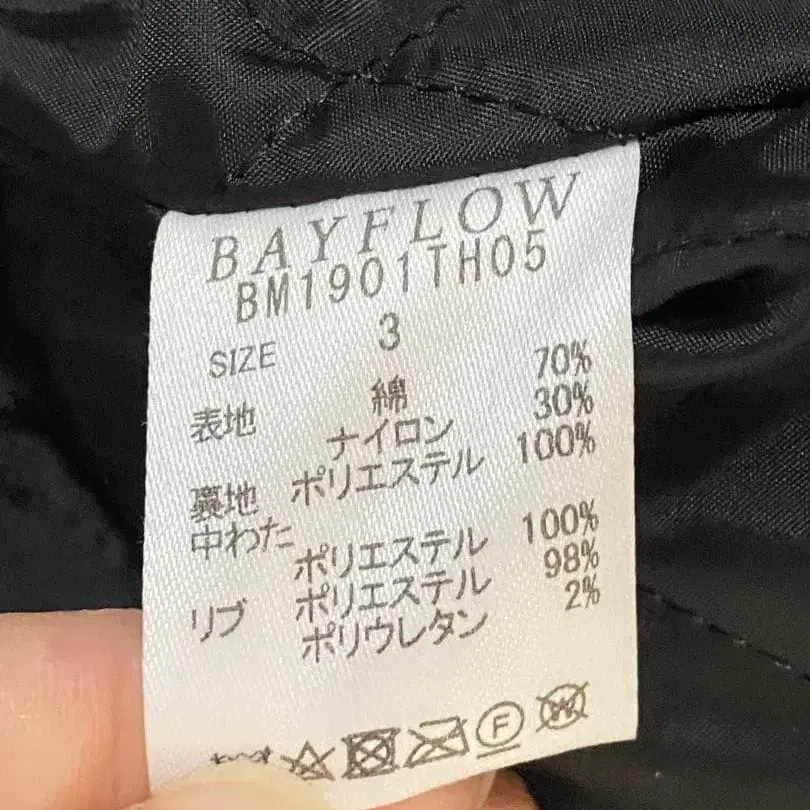 BAYFLOW
BM1901TH05
SIZE 3
表地 綿 70%
ナイロン 30%
裏地 ポリエステル 100%
中わた
ポリエステル 100%
リブ ポリエステル 98%
ポリウレタン 2%
F
W